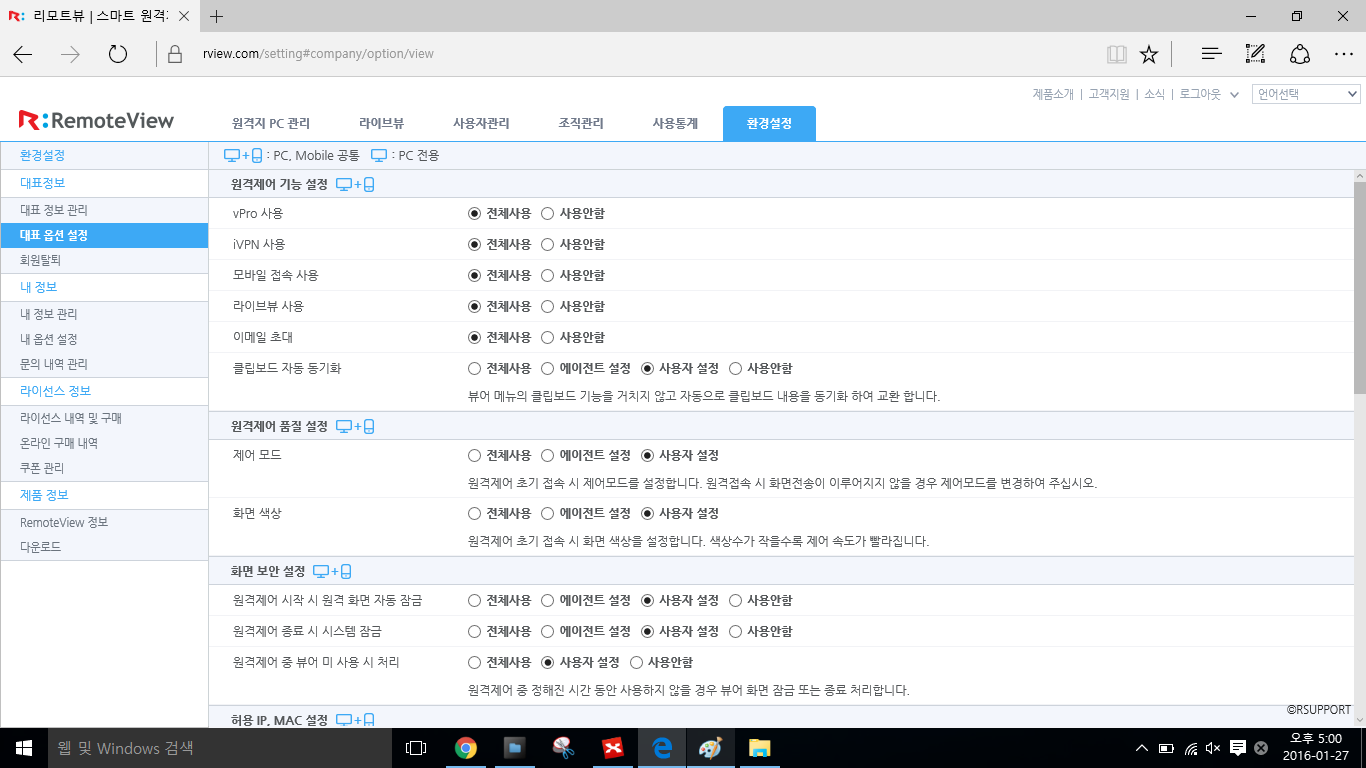 리모트뷰 | 스마트 원격
rview.com/setting#company/option/view
제품소개 | 고객지원 | 소식 | 로그아웃 언어선택
RemoteView 원격지 PC 관리 라이브뷰 사용자관리 조직관리 사용통계 환경설정
환경설정
대표정보
대표 정보 관리
대표 옵션 설정
회원탈퇴
내 정보
내 정보 관리
내 옵션 설정
문의 내역 관리
라이선스 정보
라이선스 내역 및 구매
온라인 구매 내역
쿠폰 관리
제품 정보
RemoteView 정보
다운로드
+ : PC, Mobile 공통 : PC 전용
원격제어 기능 설정 +
vPro 사용 전체사용 사용안함
iVPN 사용 전체사용 사용안함
모바일 접속 사용 전체사용 사용안함
라이브뷰 사용 전체사용 사용안함
이메일 초대 전체사용 사용안함
클립보드 자동 동기화 전체사용 에이전트 설정 사용자 설정 사용안함
뷰어 메뉴의 클립보드 기능을 거치지 않고 자동으로 클립보드 내용을 동기화 하여 교환 합니다.
원격제어 품질 설정 +
제어 모드 전체사용 에이전트 설정 사용자 설정
원격제어 초기 접속 시 제어모드를 설정합니다. 원격접속 시 화면전송이 이루어지지 않을 경우 제어모드를 변경하여 주십시오.
화면 색상 전체사용 에이전트 설정 사용자 설정
원격제어 초기 접속 시 화면 색상을 설정합니다. 색상수가 작을수록 제어 속도가 빨라집니다.
화면 보안 설정 +
원격제어 시작 시 원격 화면 자동 잠금 전체사용 에이전트 설정 사용자 설정 사용안함
원격제어 종료 시 시스템 잠금 전체사용 에이전트 설정 사용자 설정 사용안함
원격제어 중 뷰어 미 사용 시 처리 전체사용 사용자 설정 사용안함
원격제어 중 정해진 시간 동안 사용하지 않을 경우 뷰어 화면 잠금 또는 종료 처리합니다.
허용 IP, MAC 설정 +
©RSUPPORT
웹 및 Windows 검색
오후 5:00
2016-01-27